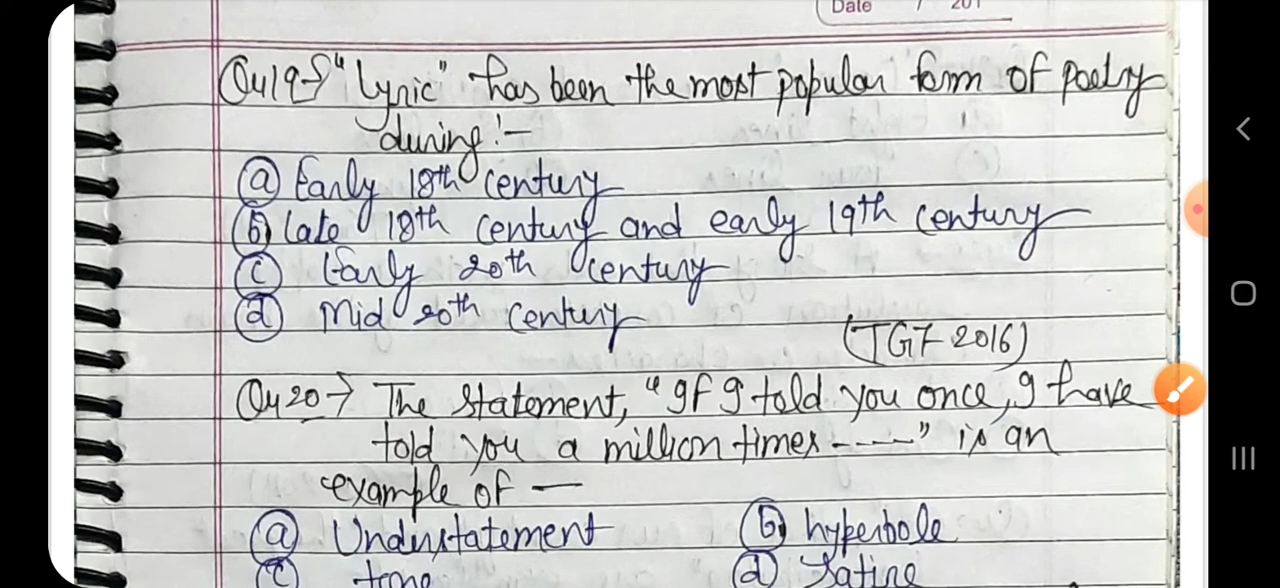 Date / 201
Qu19→ "Lyric" has been the most popular form of Poetry
during :-
(a) Early 18th century
(b) Late 18th century and early 19th century
(c) Early 20th century
(d) Mid 20th century
(TGT 2016)
Qu20→ The Statement, "If I told you once, I have
told you a million times-----" is an
example of —
(a) Understatement (b) hyperbole
(c) tone (d) Satire